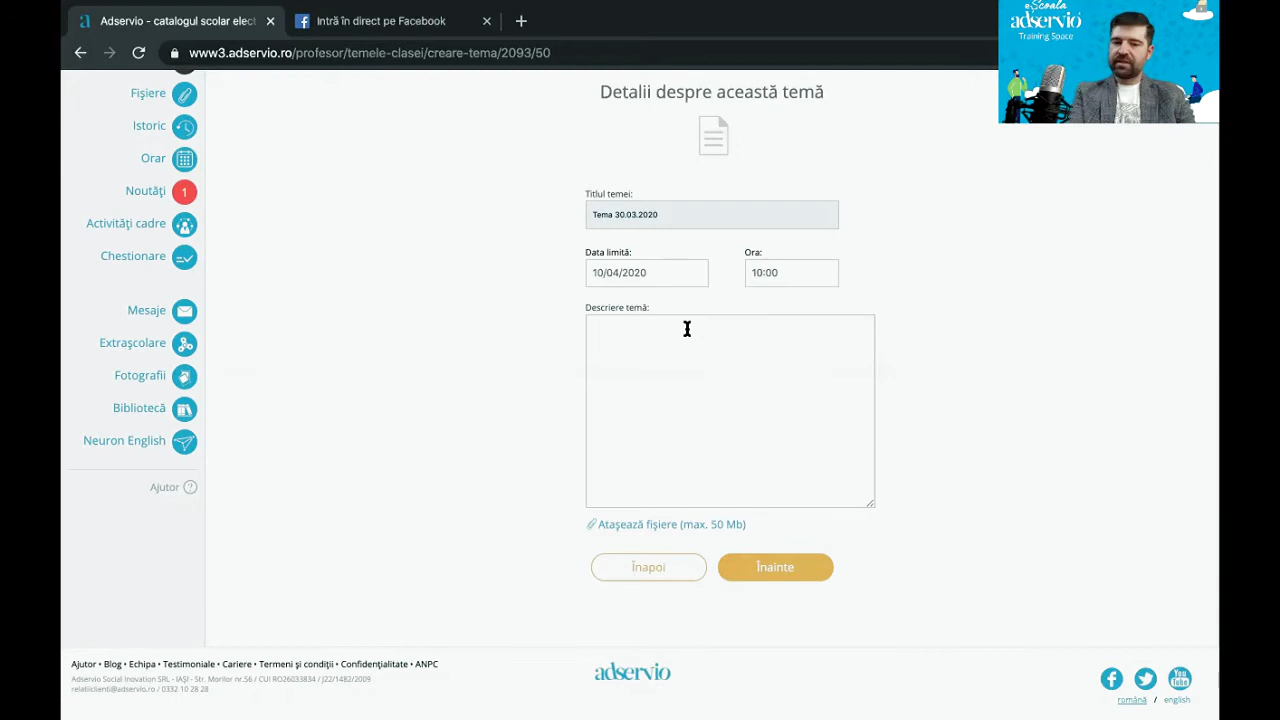 Adservio - catalogul scolar elect
Intră în direct pe Facebook
www3.adservio.ro/profesor/temele-clasei/creare-tema/2093/50
e-Școala
adservio
Training Space
Fișiere
Istoric
Orar
Noutăți 1
Activități cadre
Chestionare
Mesaje
Extrașcolare
Fotografii
Bibliotecă
Neuron English
Ajutor ?
Detalii despre această temă
Titlul temei:
Tema 30.03.2020
Data limită: Ora:
10/04/2020 10:00
Descriere temă:
Atașează fișiere (max. 50 Mb)
Înapoi Înainte
Ajutor • Blog • Echipa • Testimoniale • Cariere • Termeni și condiții • Confidențialitate • ANPC
Adservio Social Inovation SRL - IAȘI - Str. Morilor nr.56 / CUI RO26033834 / J22/1482/2009
relatiiclienti@adservio.ro / 0332 10 28 28
adservio
You Tube
română / english